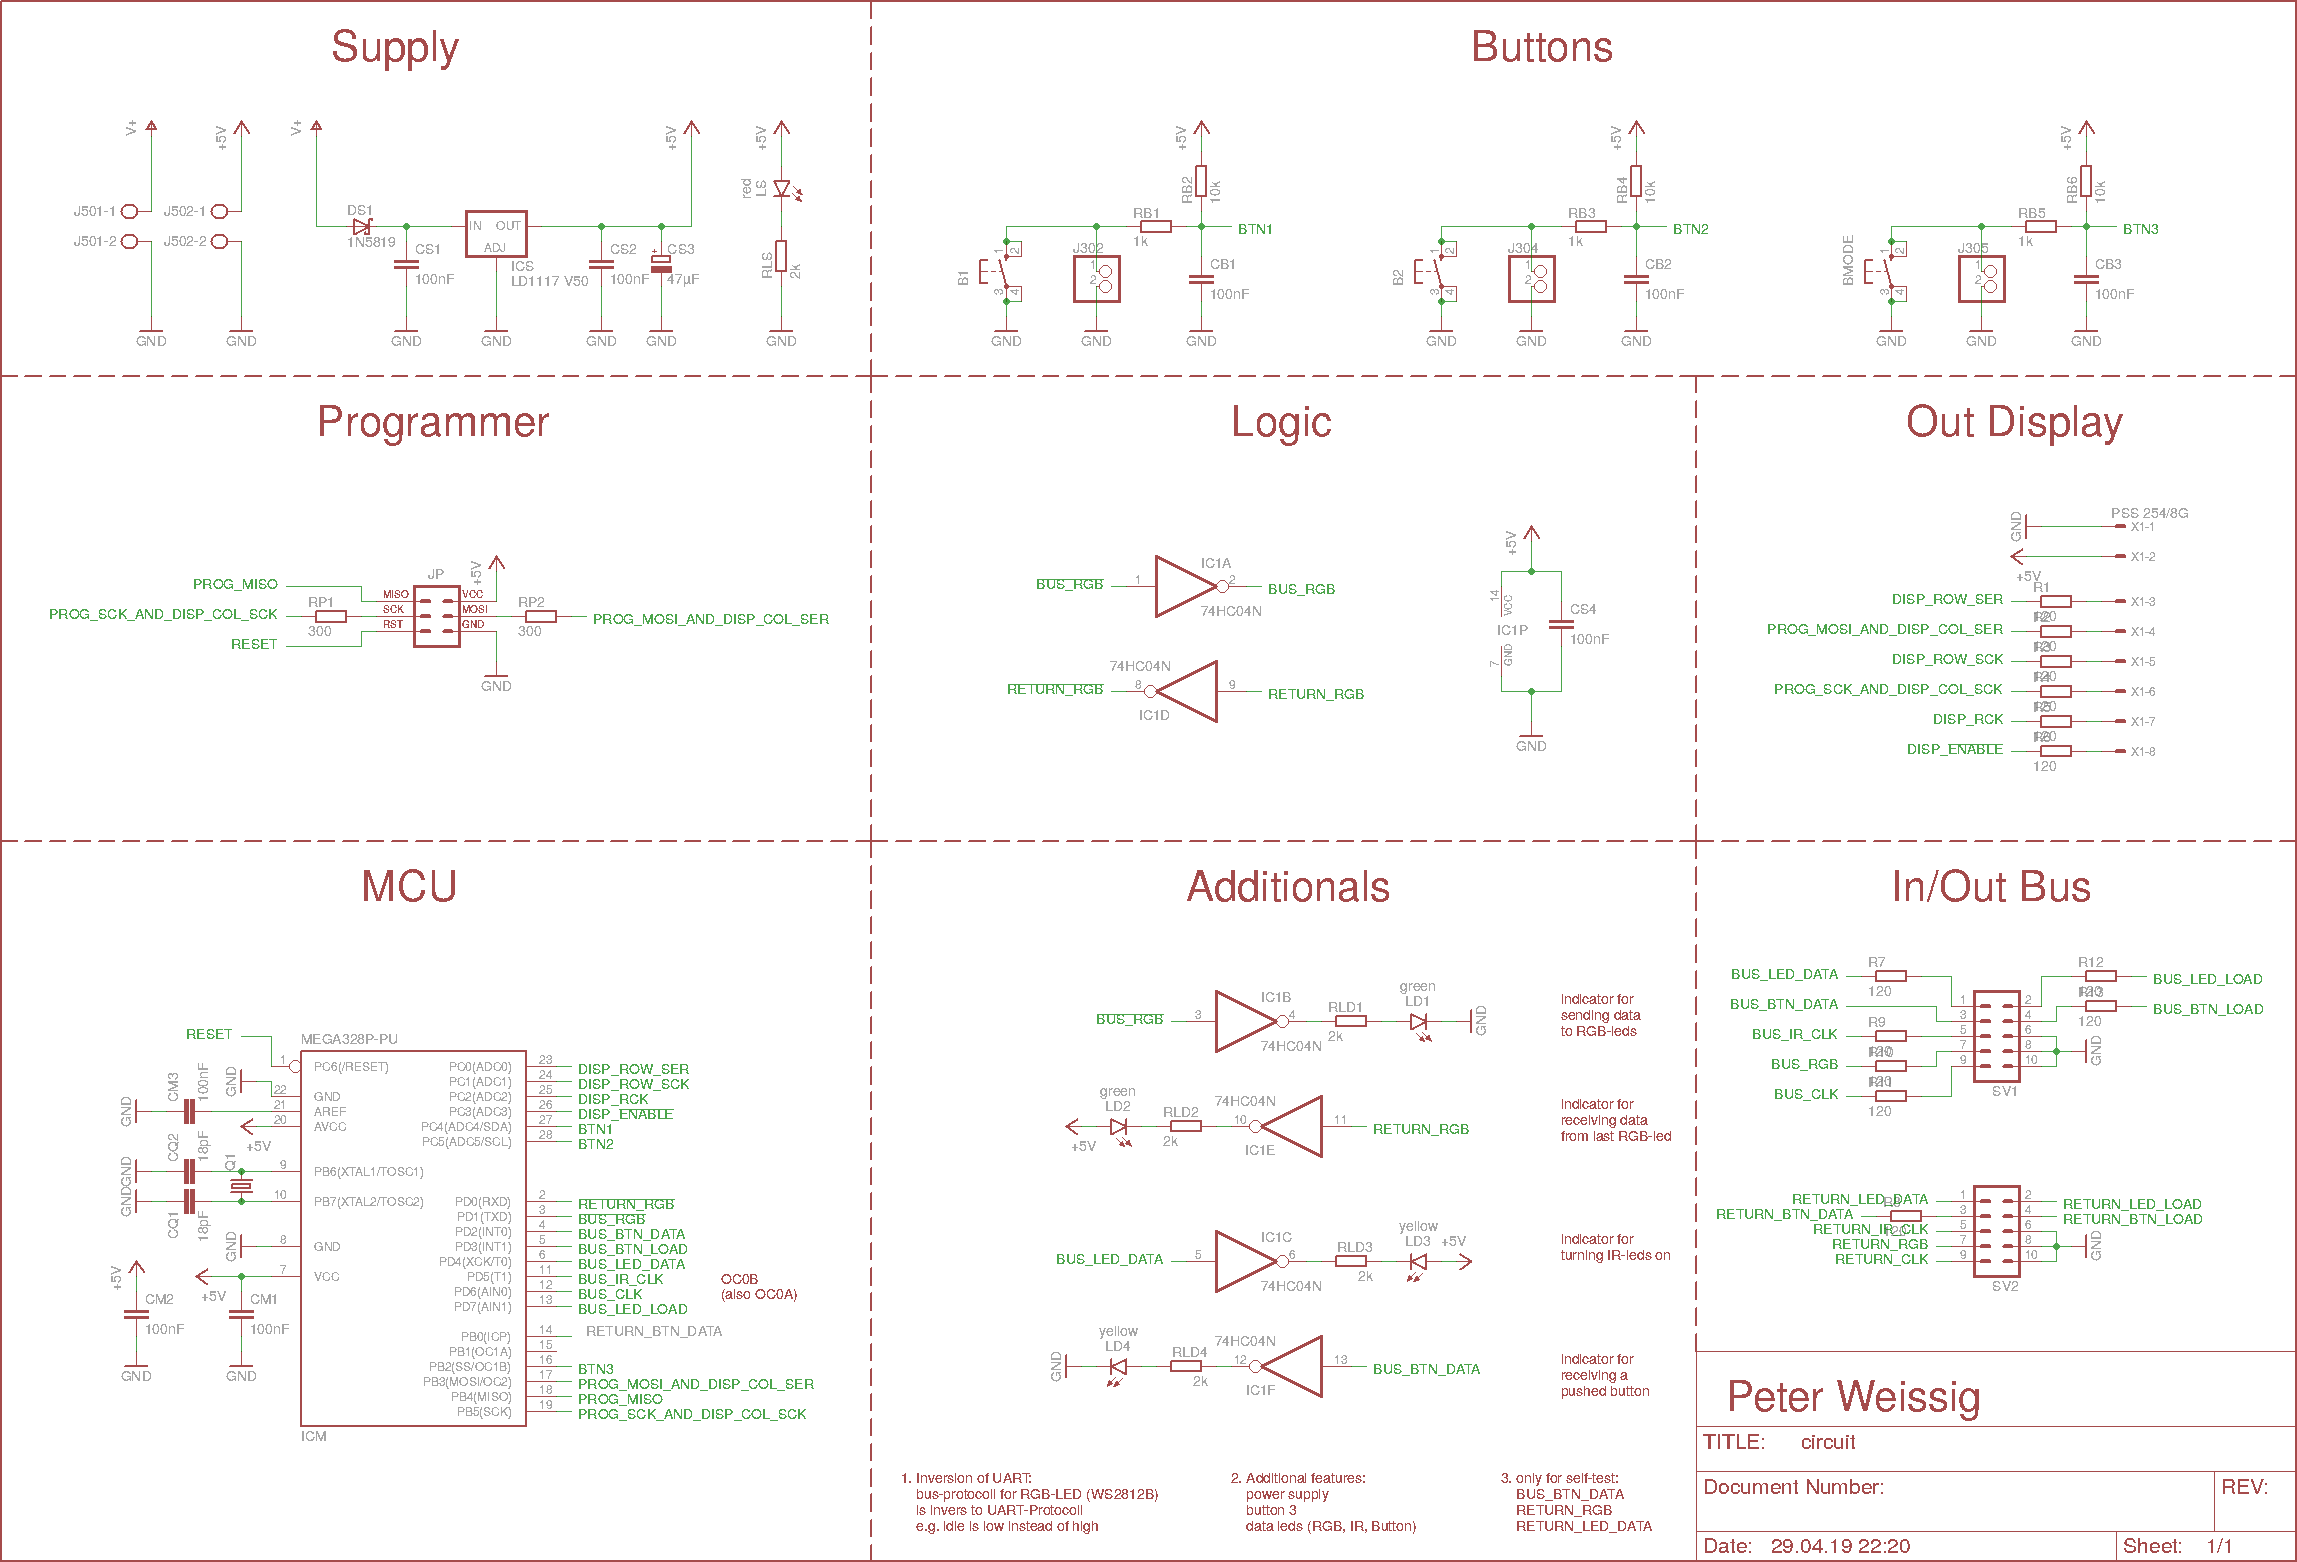 Supply
V+
+5V
V+
+5V
+5V
J501-1
J502-1
J501-2
J502-2
DS1
1N5819
CS1
100nF
IN OUT
ADJ
ICS
LD1117 V50
CS2
100nF
+
CS3
47µF
red
LS
RLS
2k
GND
GND
GND
GND
GND
GND
GND
Buttons
+5V
RB2
10k
RB1
1k
BTN1
B1
1
2
3
4
J302
1
2
CB1
100nF
GND
GND
GND
+5V
RB4
10k
RB3
1k
BTN2
B2
1
2
3
4
J304
1
2
CB2
100nF
GND
GND
GND
+5V
RB6
10k
RB5
1k
BTN3
BMODE
1
2
3
4
J305
1
2
CB3
100nF
GND
GND
GND
Programmer
PROG_MISO
PROG_SCK_AND_DISP_COL_SCK
RESET
RP1
300
JP
MISO VCC
SCK MOSI
RST GND
+5V
RP2
300
PROG_MOSI_AND_DISP_COL_SER
GND
Logic
BUS_RGB
1
IC1A
2
BUS_RGB
74HC04N
74HC04N
RETURN_RGB
8
9
RETURN_RGB
IC1D
+5V
14
VCC
IC1P
7
GND
CS4
100nF
GND
Out Display
PSS 254/8G
GND
X1-1
X1-2
+5V
DISP_ROW_SER
R1
X1-3
PROG_MOSI_AND_DISP_COL_SER
X1-4
DISP_ROW_SCK
X1-5
PROG_SCK_AND_DISP_COL_SCK
X1-6
DISP_RCK
X1-7
DISP_ENABLE
X1-8
120
MCU
RESET
MEGA328P-PU
1 PC6(/RESET)
22 GND
21 AREF
20 AVCC
9 PB6(XTAL1/TOSC1)
10 PB7(XTAL2/TOSC2)
8 GND
7 VCC
GND
CM3
100nF
GND
+5V
GND
CQ2
18pF
Q1
GND
CQ1
18pF
GND
+5V
+5V
CM2
100nF
CM1
100nF
GND
GND
PC0(ADC0) 23 DISP_ROW_SER
PC1(ADC1) 24 DISP_ROW_SCK
PC2(ADC2) 25 DISP_RCK
PC3(ADC3) 26 DISP_ENABLE
PC4(ADC4/SDA) 27 BTN1
PC5(ADC5/SCL) 28 BTN2
PD0(RXD) 2 RETURN_RGB
PD1(TXD) 3 BUS_RGB
PD2(INT0) 4 BUS_BTN_DATA
PD3(INT1) 5 BUS_BTN_LOAD
PD4(XCK/T0) 6 BUS_LED_DATA
PD5(T1) 11 BUS_IR_CLK OC0B
PD6(AIN0) 12 BUS_CLK (also OC0A)
PD7(AIN1) 13 BUS_LED_LOAD
PB0(ICP) 14 RETURN_BTN_DATA
PB1(OC1A) 15
PB2(SS/OC1B) 16 BTN3
PB3(MOSI/OC2) 17 PROG_MOSI_AND_DISP_COL_SER
PB4(MISO) 18 PROG_MISO
PB5(SCK) 19 PROG_SCK_AND_DISP_COL_SCK
ICM
Additionals
BUS_RGB
3
IC1B
4
74HC04N
RLD1
2k
green
LD1
GND
Indicator for
sending data
to RGB-leds
green
LD2
+5V
RLD2
2k
74HC04N
10
11
IC1E
RETURN_RGB
Indicator for
receiving data
from last RGB-led
BUS_LED_DATA
5
IC1C
6
74HC04N
RLD3
2k
yellow
LD3
+5V
Indicator for
turning IR-leds on
GND
yellow
LD4
RLD4
2k
74HC04N
12
13
IC1F
BUS_BTN_DATA
Indicator for
receiving a
pushed button
1. Inversion of UART:
bus-protocoll for RGB-LED (WS2812B)
is invers to UART-Protocoll
e.g. idle is low instead of high
2. Additional features:
power supply
button 3
data leds (RGB, IR, Button)
3. only for self-test:
BUS_BTN_DATA
RETURN_RGB
RETURN_LED_DATA
In/Out Bus
BUS_LED_DATA
R7
120
BUS_BTN_DATA
BUS_IR_CLK
R9
BUS_RGB
BUS_CLK
120
1 2
3 4
5 6
7 8
9 10
SV1
R12
BUS_LED_LOAD
BUS_BTN_LOAD
120
GND
RETURN_LED_DATA
RETURN_BTN_DATA
RETURN_IR_CLK
RETURN_RGB
RETURN_CLK
1 2
3 4
5 6
7 8
9 10
SV2
RETURN_LED_LOAD
RETURN_BTN_LOAD
GND
Peter Weissig
TITLE: circuit
Document Number:
REV:
Date: 29.04.19 22:20
Sheet: 1/1